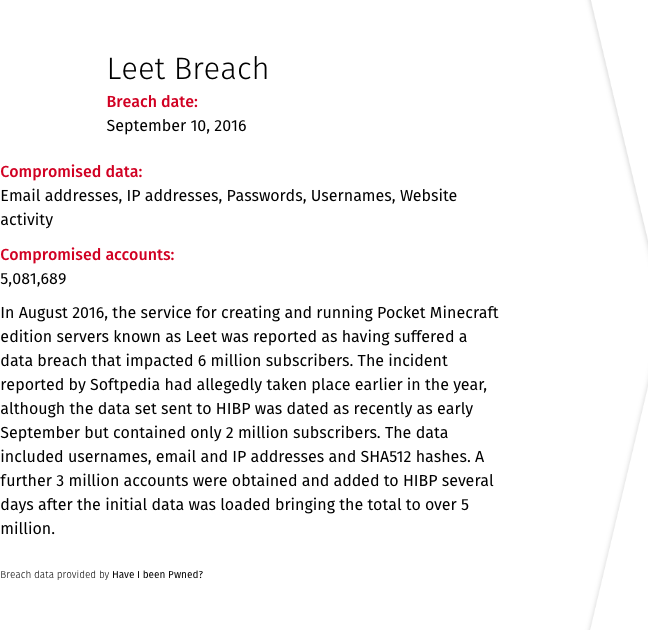 Leet Breach
Breach date:
September 10, 2016
Compromised data:
Email addresses, IP addresses, Passwords, Usernames, Website
activity
Compromised accounts:
5,081,689
In August 2016, the service for creating and running Pocket Minecraft
edition servers known as Leet was reported as having suffered a
data breach that impacted 6 million subscribers. The incident
reported by Softpedia had allegedly taken place earlier in the year,
although the data set sent to HIBP was dated as recently as early
September but contained only 2 million subscribers. The data
included usernames, email and IP addresses and SHA512 hashes. A
further 3 million accounts were obtained and added to HIBP several
days after the initial data was loaded bringing the total to over 5
million.
Breach data provided by Have I been Pwned?